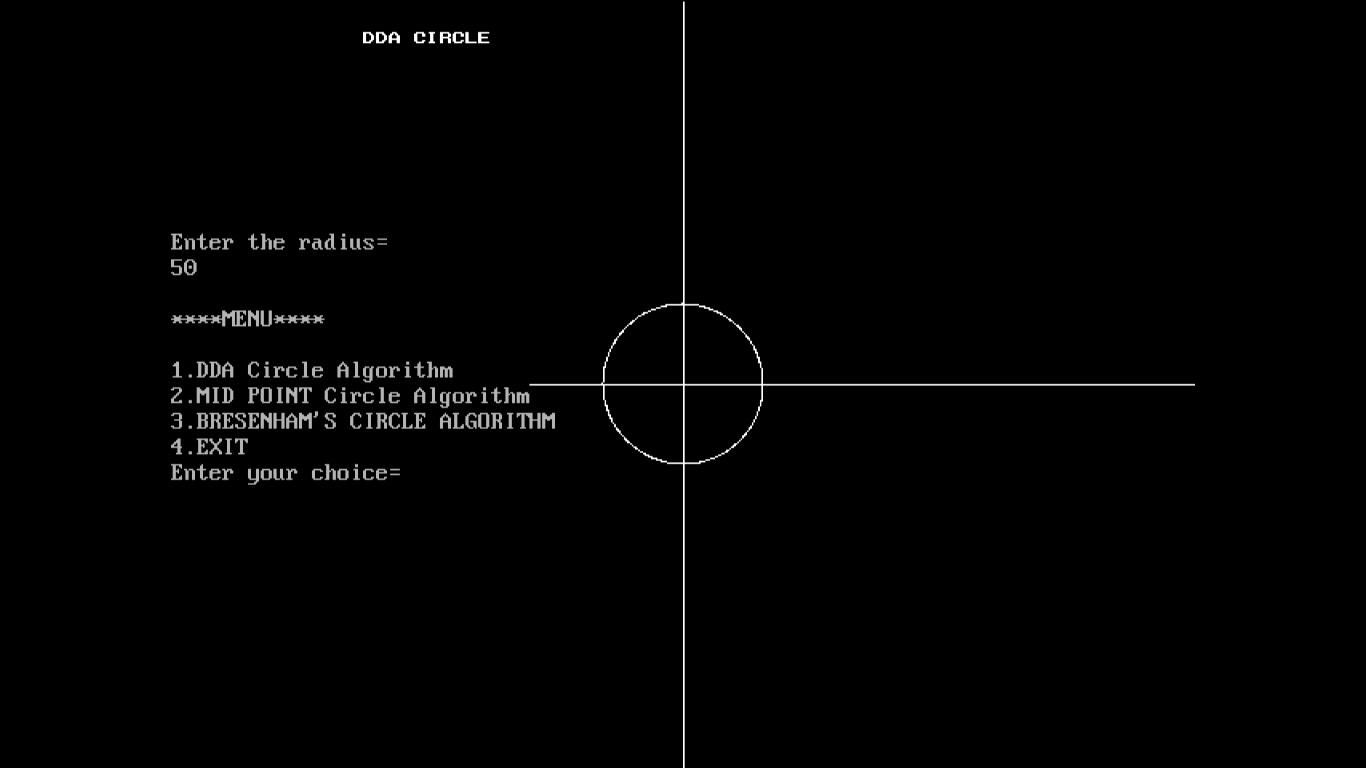 DDA CIRCLE
Enter the radius=
50
****MENU****
1.DDA Circle Algorithm
2.MID POINT Circle Algorithm
3.BRESENHAM'S CIRCLE ALGORITHM
4.EXIT
Enter your choice=